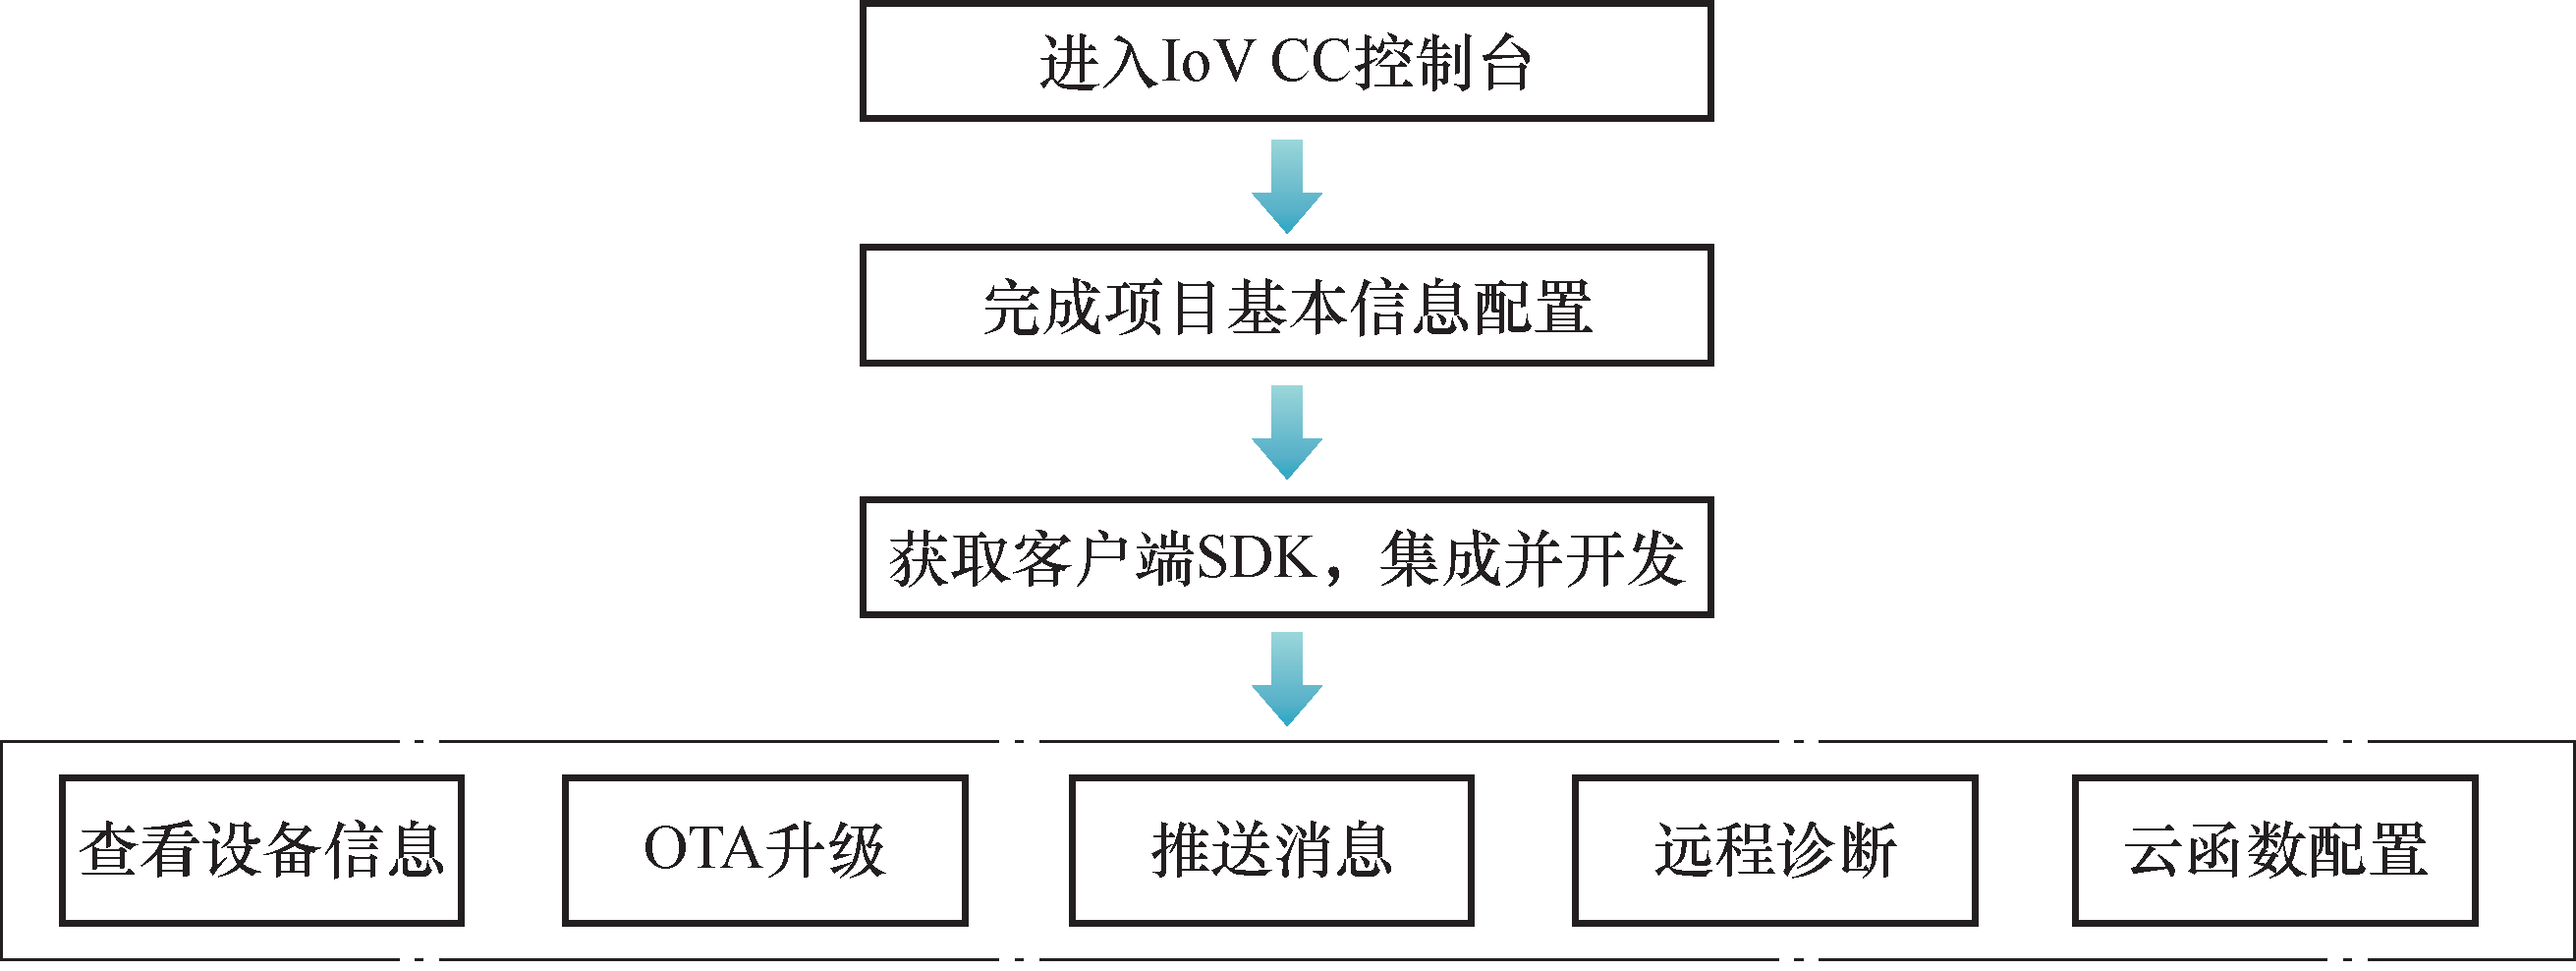 进入IoV CC控制台
完成项目基本信息配置
获取客户端SDK，集成并开发
查看设备信息
OTA升级
推送消息
远程诊断
云函数配置